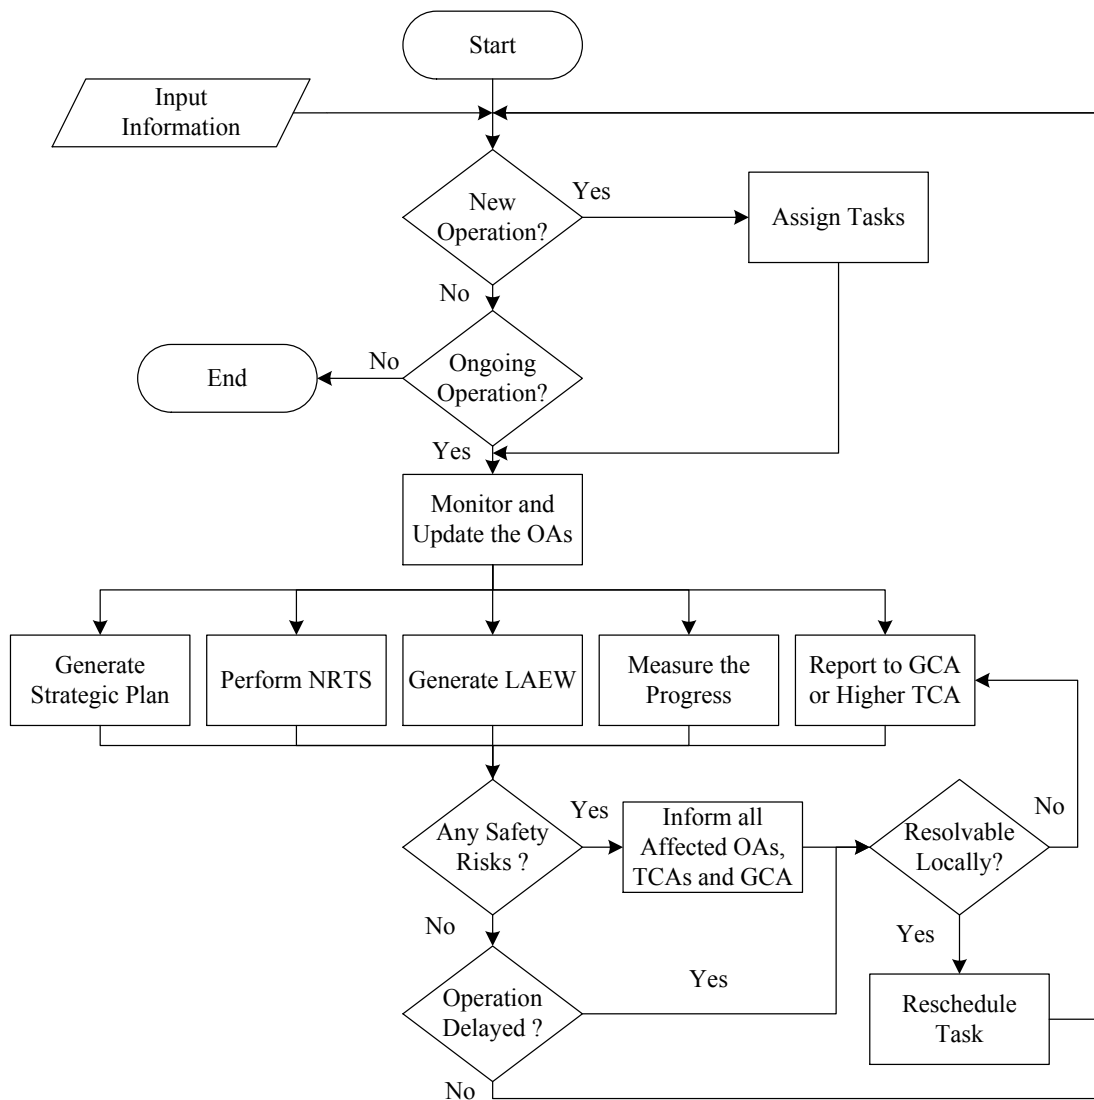 Start
Input
Information
Yes
New
Operation?
Assign Tasks
No
No
Ongoing
Operation?
End
Yes
Monitor and
Update the OAs
Generate
Strategic Plan
Perform NRTS
Generate LAEW
Measure the
Progress
Report to GCA
or Higher TCA
Any Safety
Risks ?
Yes
Inform all
Affected OAs,
TCAs and GCA
Resolvable
Locally?
No
No
Yes
Operation
Delayed ?
Yes
Reschedule
Task
No